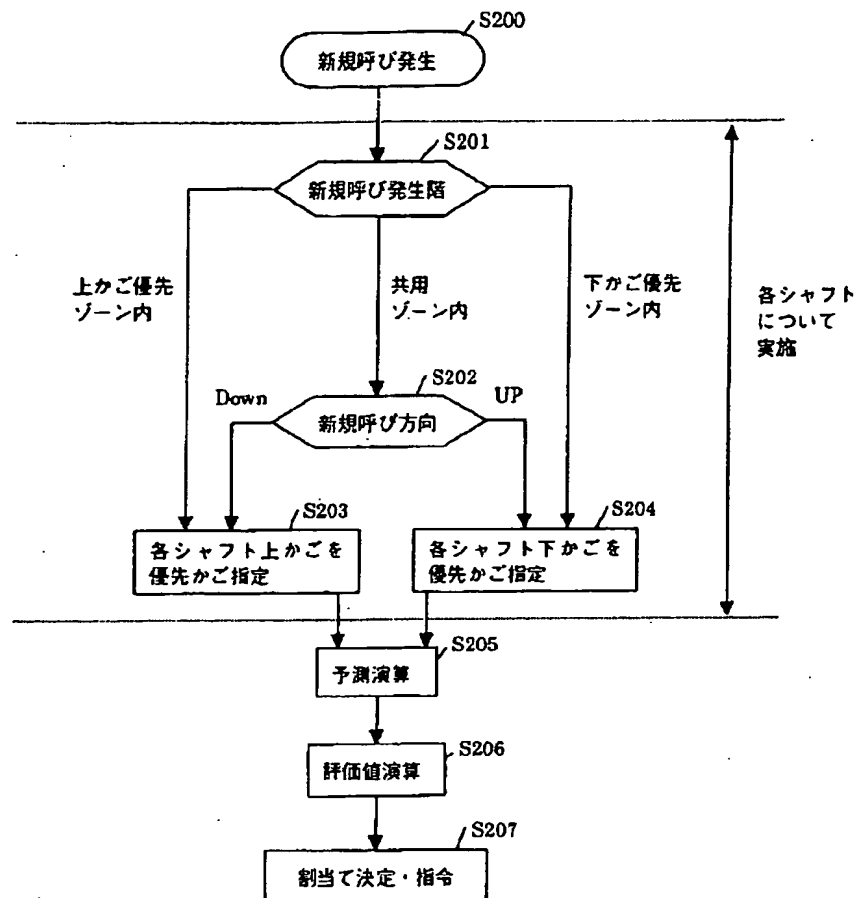 S200
新規呼び発生
S201
新規呼び発生階
上かご優先
ゾーン内
共用
ゾーン内
下かご優先
ゾーン内
各シャフト
について
実施
S202
Down
UP
新規呼び方向
S203
S204
各シャフト上かごを
優先かご指定
各シャフト下かごを
優先かご指定
S205
予測演算
S206
評価値演算
S207
割当て決定・指令